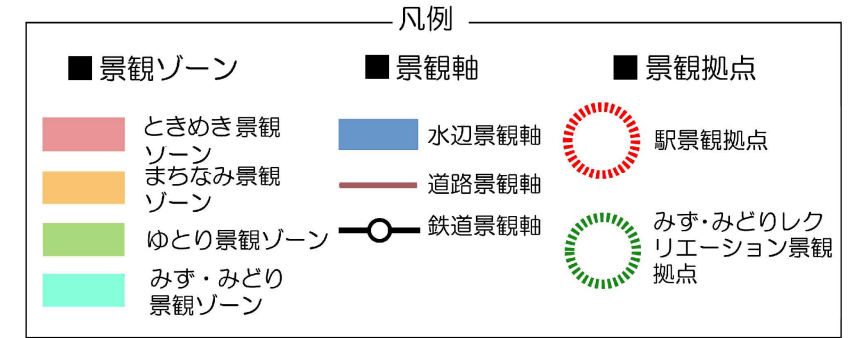 凡例
■景観ゾーン
ときめき景観
ゾーン
まちなみ景観
ゾーン
ゆとり景観ゾーン
みず・みどり
景観ゾーン
■景観軸
水辺景観軸
道路景観軸
鉄道景観軸
■景観拠点
駅景観拠点
みず・みどりレク
リエーション景観
拠点